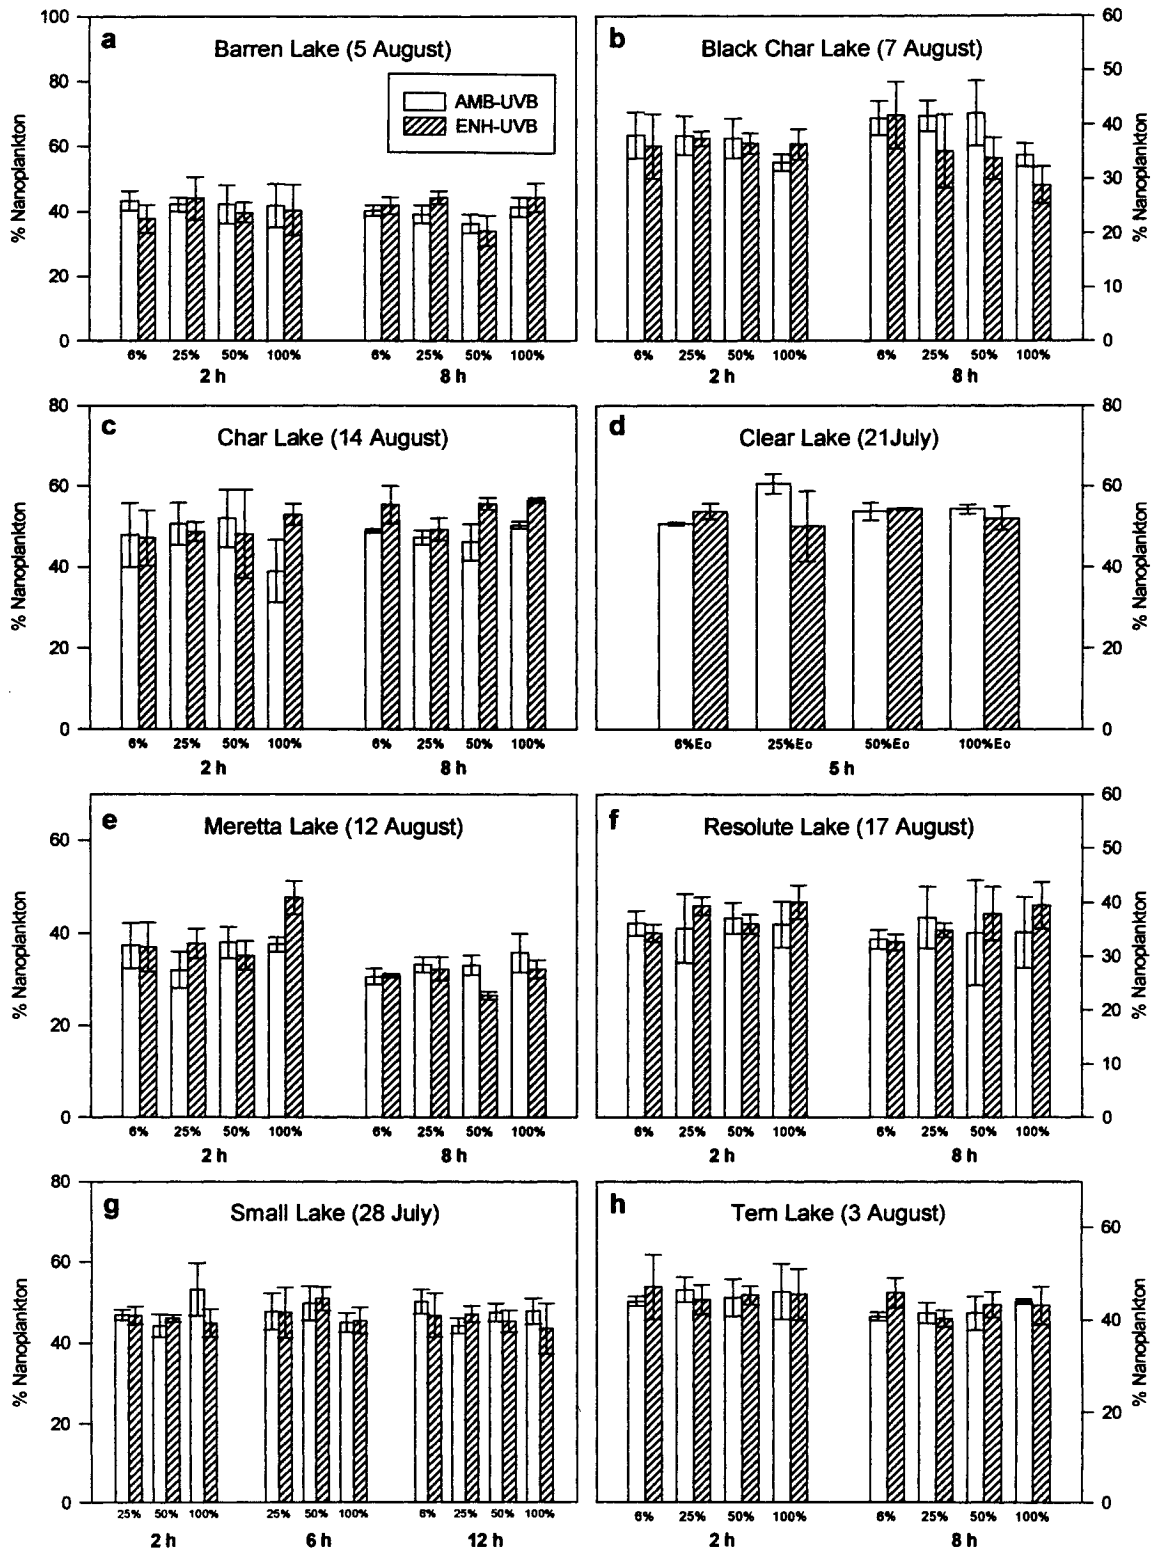 a Barren Lake (5 August)
AMB-UVB
ENH-UVB
% Nanoplankton
100
80
60
40
20
0
6% 25% 50% 100% 6% 25% 50% 100%
2 h 8 h
b Black Char Lake (7 August)
60
50
40
30
20
10
0
% Nanoplankton
6% 25% 50% 100% 6% 25% 50% 100%
2 h 8 h
c Char Lake (14 August)
% Nanoplankton
80
60
40
20
0
6% 25% 50% 100% 6% 25% 50% 100%
2 h 8 h
d Clear Lake (21July)
80
60
40
20
0
% Nanoplankton
6%Eo 25%Eo 50%Eo 100%Eo
5 h
e Meretta Lake (12 August)
% Nanoplankton
60
40
20
0
6% 25% 50% 100% 6% 25% 50% 100%
2 h 8 h
f Resolute Lake (17 August)
60
50
40
30
20
10
0
% Nanoplankton
6% 25% 50% 100% 6% 25% 50% 100%
2 h 8 h
g Small Lake (28 July)
% Nanoplankton
80
60
40
20
0
25% 50% 100% 25% 50% 100% 6% 25% 50% 100%
2 h 6 h 12 h
h Tern Lake (3 August)
60
40
20
0
% Nanoplankton
6% 25% 50% 100% 6% 25% 50% 100%
2 h 8 h